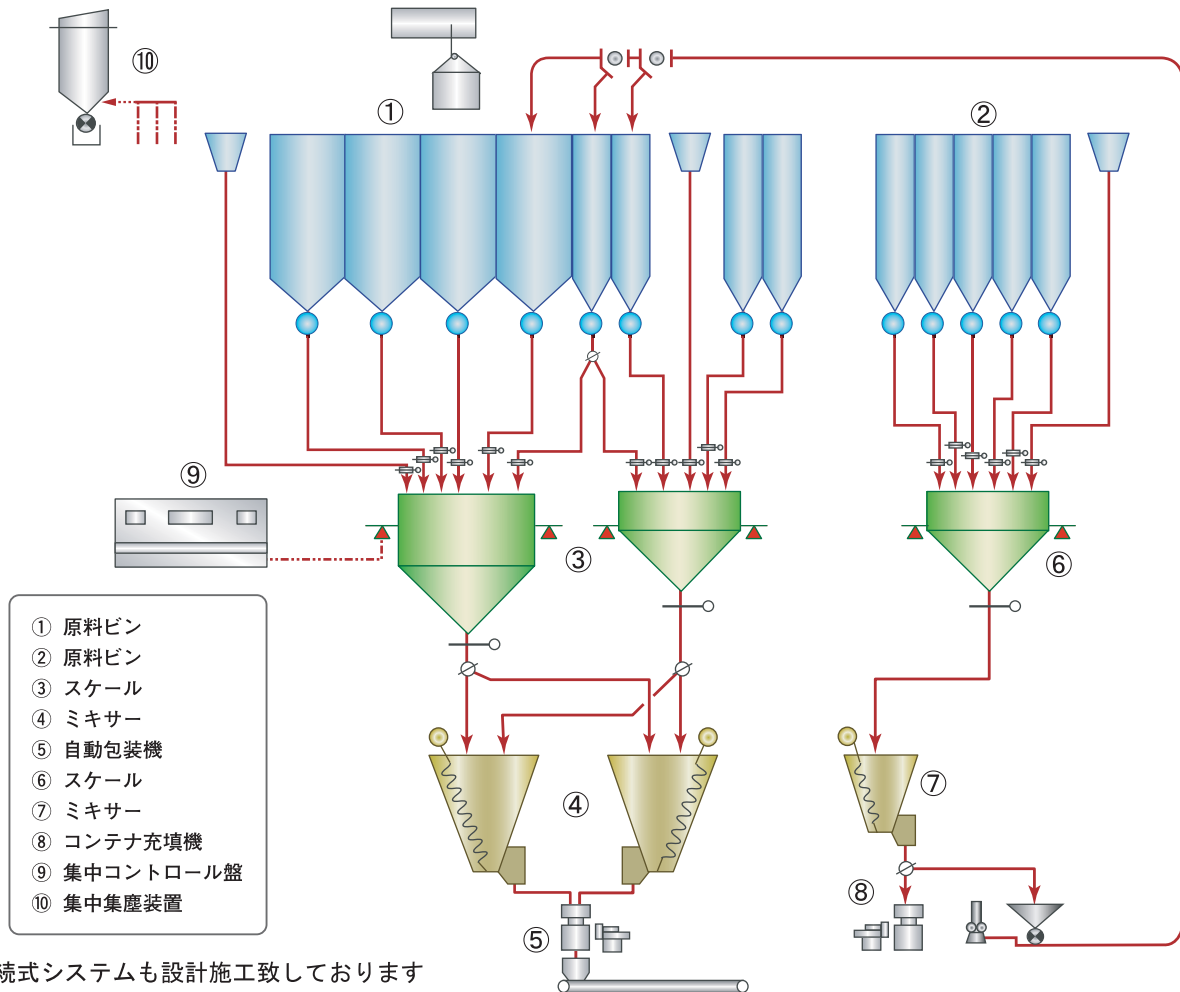 ⑩
①
②
⑨
③
⑥
① 原料ビン
② 原料ビン
③ スケール
④ ミキサー
⑤ 自動包装機
⑥ スケール
⑦ ミキサー
⑧ コンテナ充填機
⑨ 集中コントロール盤
⑩ 集中集塵装置
④
⑦
⑧
⑤
続式システムも設計施工致しております